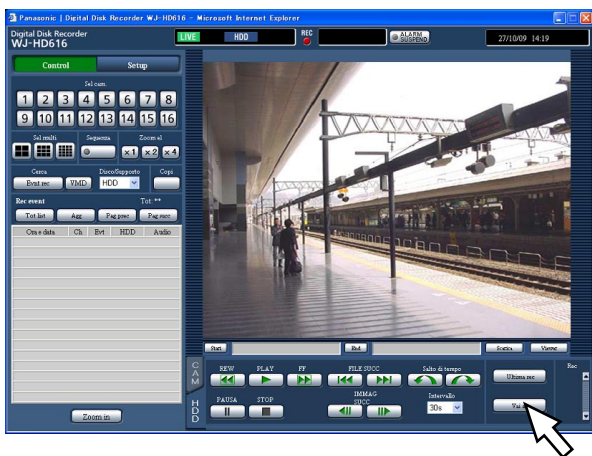 Panasonic | Digital Disk Recorder WJ-HD616 - Microsoft Internet Explorer
Digital Disk Recorder
WJ-HD616
LIVE HDD REC ALARM SUSPEND 27/10/09 14:19
Control Setup
Sel cam.
1 2 3 4 5 6 7 8
9 10 11 12 13 14 15 16
Sel multi Sequenza Zoom el
x1 x2 x4
Cerca Disco/Supporto Copi
Evnt rec VMD HDD
Rec event Tot: **
Tot list Agg Pag prec Pag succ
Ora e data Ch Evt HDD Audio
Zoom in
Start End Scarica Viewer
CAM
HDD
REW PLAY FF FILE SUCC Salto di tempo Ultima rec Rec
PAUSA STOP IMMAG SUCC Intervallo
30s Vai